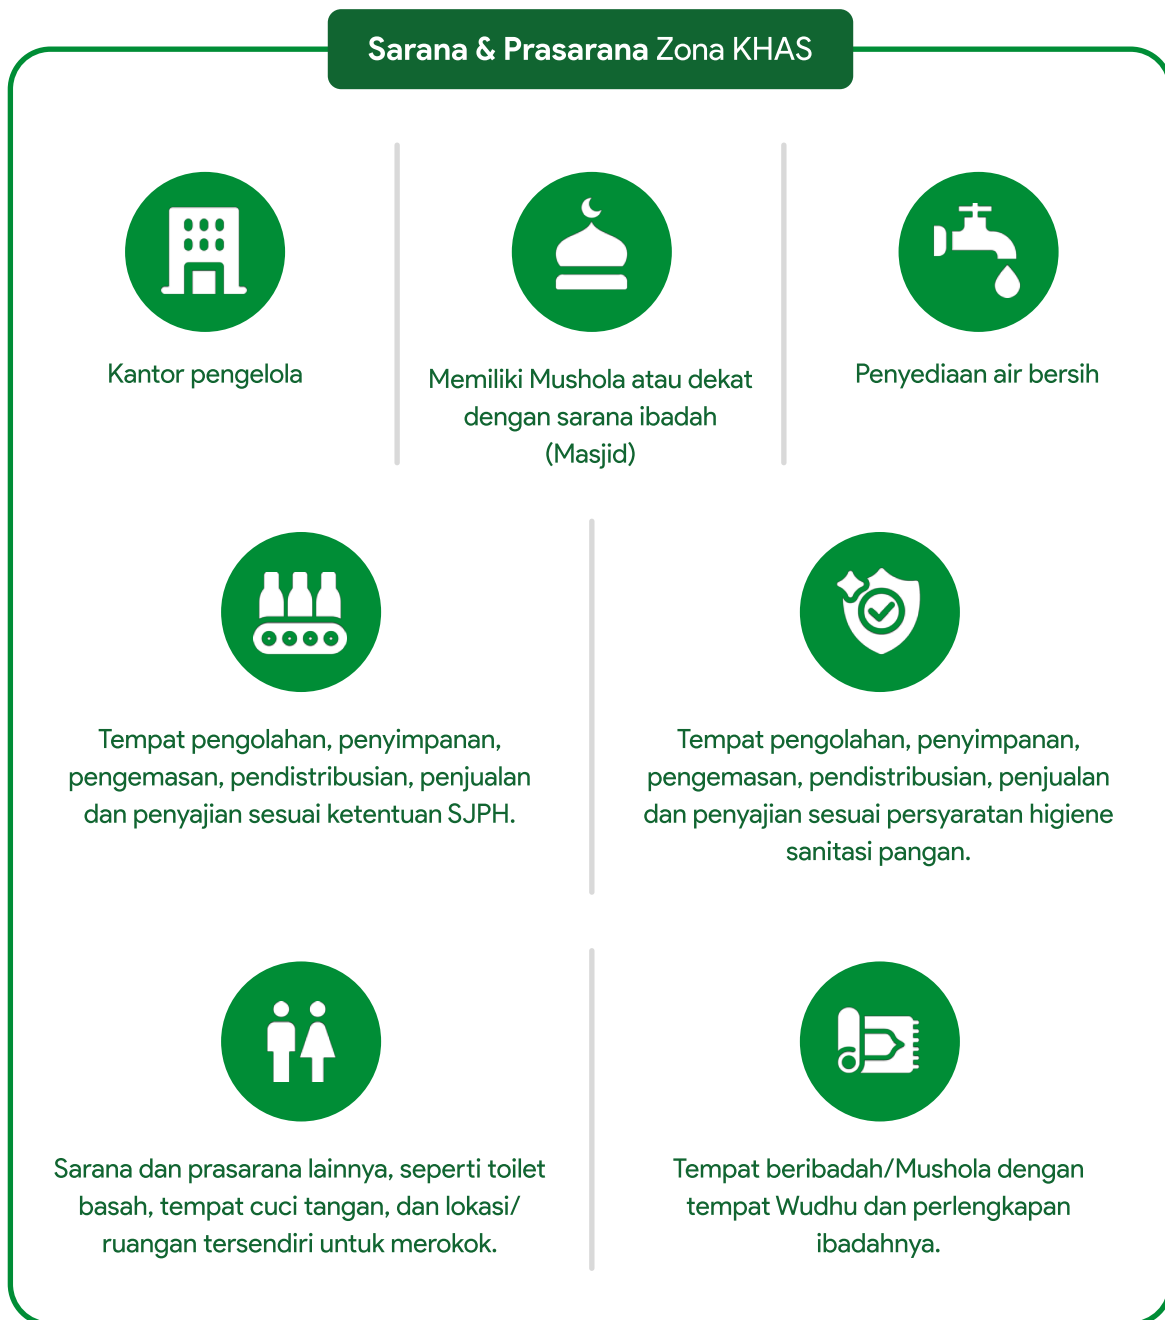 Sarana & Prasarana Zona KHAS
Kantor pengelola
Memiliki Mushola atau dekat
dengan sarana ibadah
(Masjid)
Penyediaan air bersih
Tempat pengolahan, penyimpanan,
pengemasan, pendistribusian, penjualan
dan penyajian sesuai ketentuan SJPH.
Tempat pengolahan, penyimpanan,
pengemasan, pendistribusian, penjualan
dan penyajian sesuai persyaratan higiene
sanitasi pangan.
Sarana dan prasarana lainnya, seperti toilet
basah, tempat cuci tangan, dan lokasi/
ruangan tersendiri untuk merokok.
Tempat beribadah/Mushola dengan
tempat Wudhu dan perlengkapan
ibadahnya.